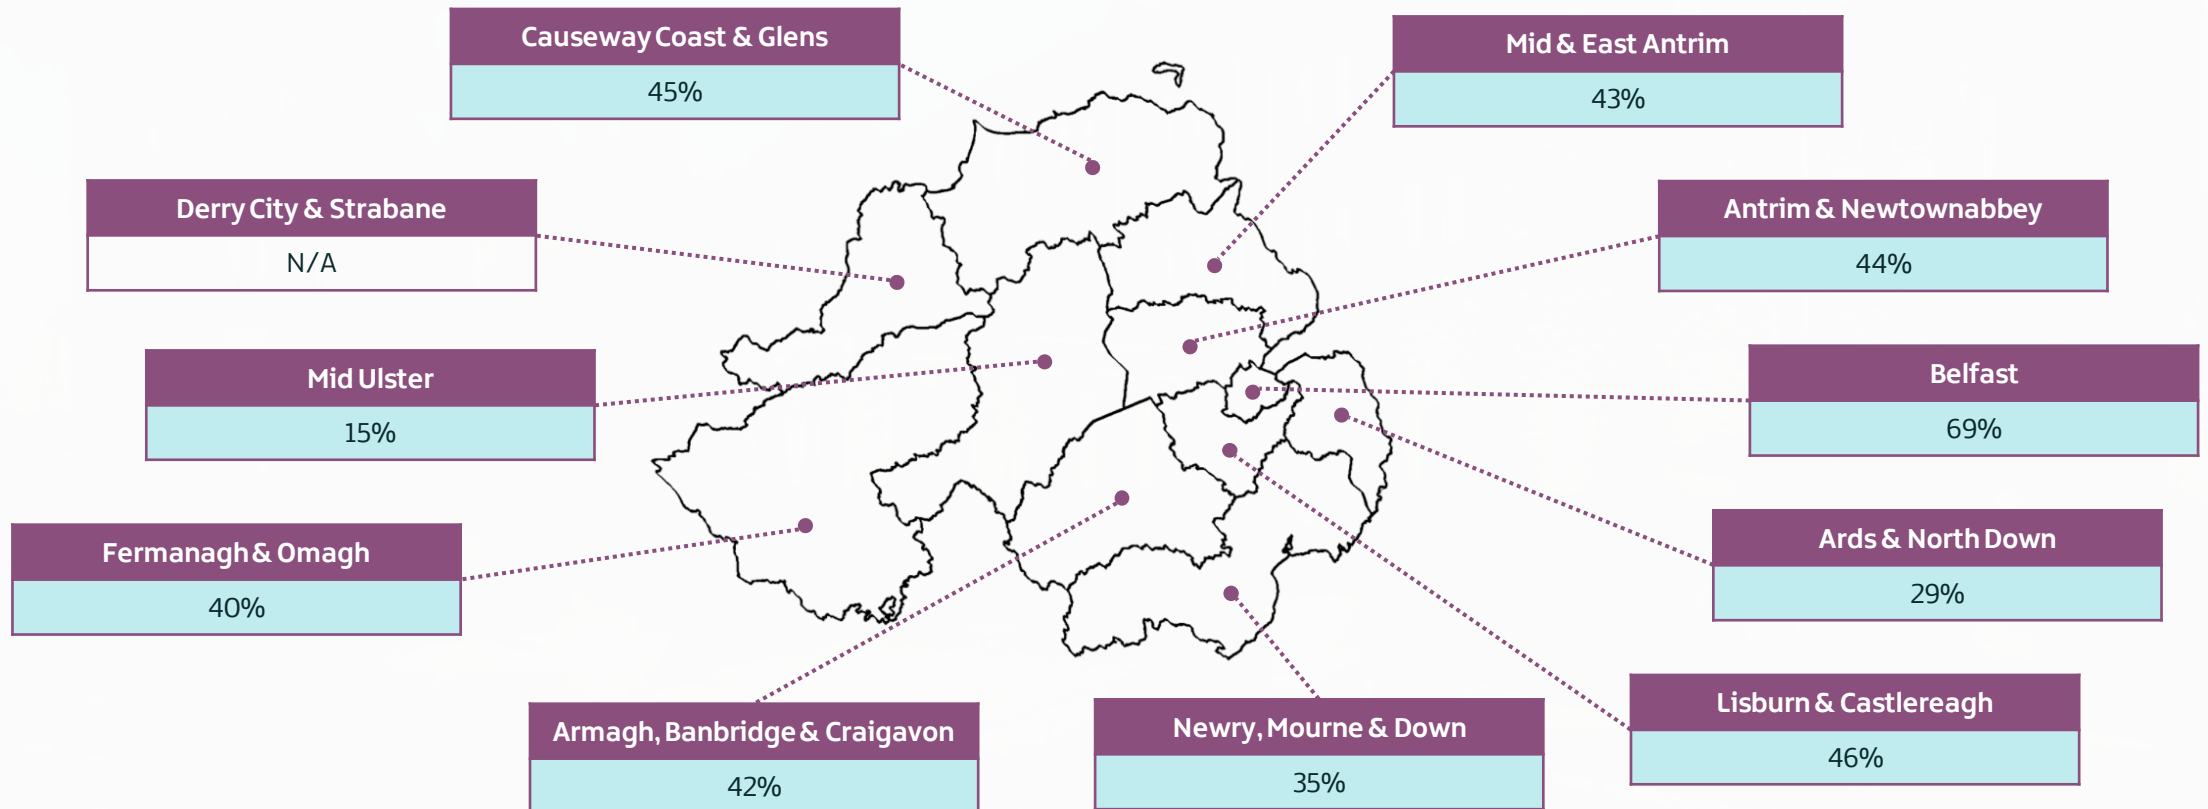 Causeway Coast & Glens
45%
Mid & East Antrim
43%
Derry City & Strabane
N/A
Antrim & Newtownabbey
44%
Mid Ulster
15%
Belfast
69%
Fermanagh & Omagh
40%
Ards & North Down
29%
Armagh, Banbridge & Craigavon
42%
Newry, Mourne & Down
35%
Lisburn & Castlereagh
46%